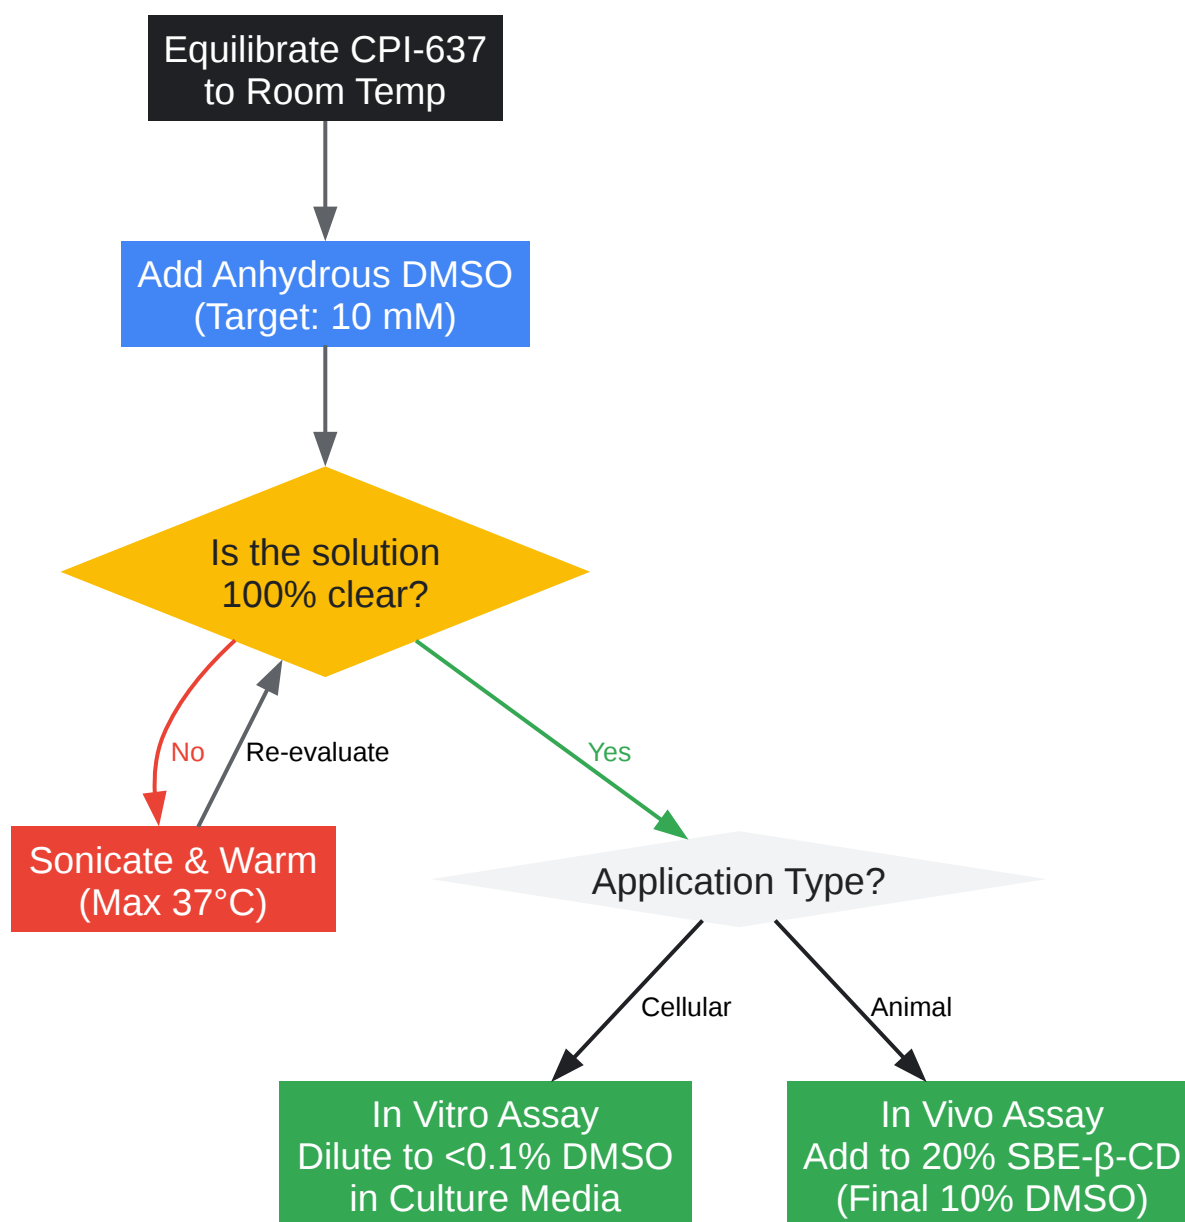 Equilibrate CPI-637
to Room Temp
Add Anhydrous DMSO
(Target: 10 mM)
Is the solution
100% clear?
No
Re-evaluate
Yes
Sonicate & Warm
(Max 37°C)
Application Type?
Cellular
Animal
In Vitro Assay
Dilute to <0.1% DMSO
in Culture Media
In Vivo Assay
Add to 20% SBE-β-CD
(Final 10% DMSO)